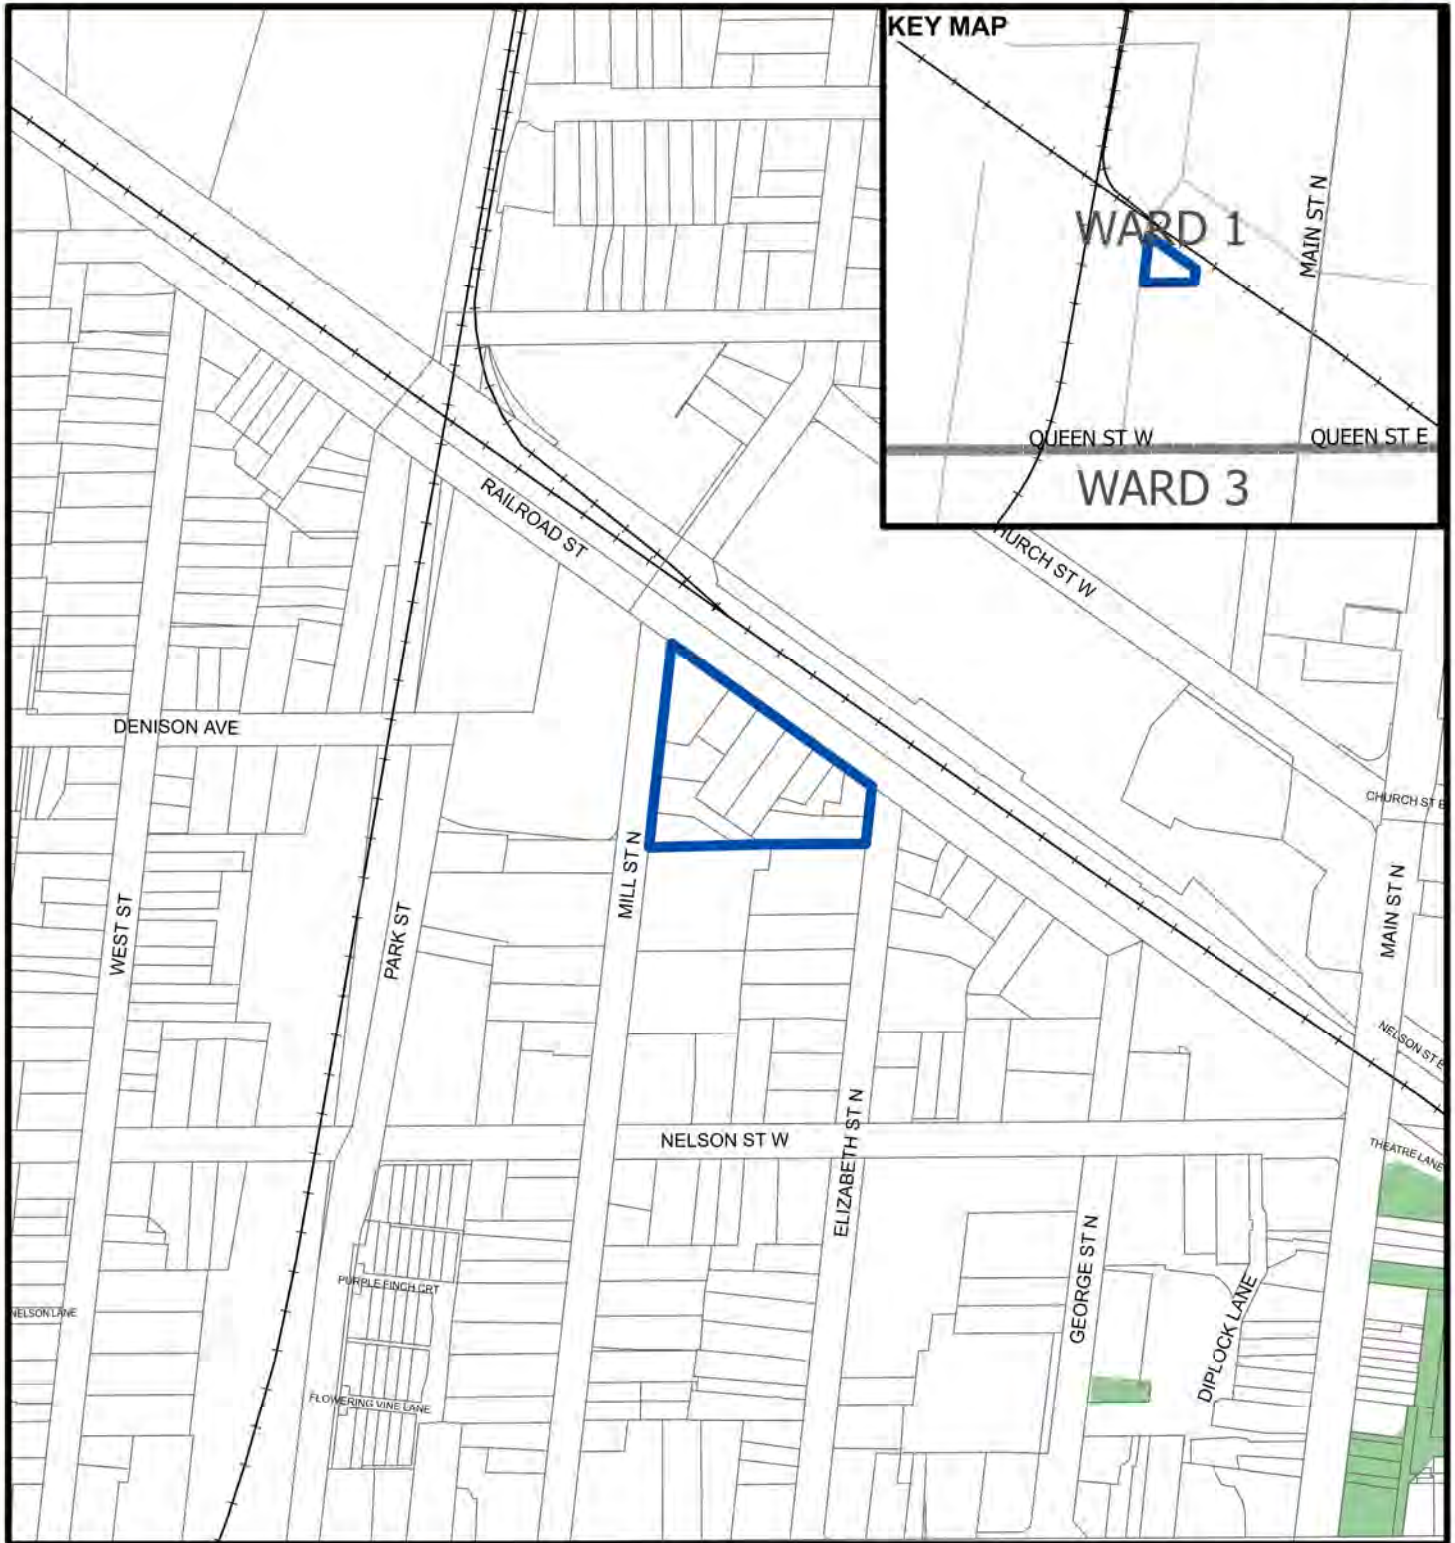 KEY MAP
MAIN ST N
WARD 1
QUEEN ST W
QUEEN ST E
WARD 3
RAILROAD ST
HURCH ST W
DENISON AVE
CHURCH ST E
MILL ST N
MAIN ST N
WEST ST
PARK ST
NELSON ST E
NELSON ST W
THEATRE LANE
ELIZABETH ST N
GEORGE ST N
PURPLE FINCH CRT
NELSON LANE
DIPLOCK LANE
FLOWERING VINE LANE